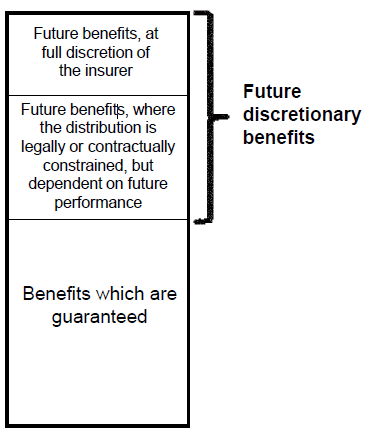 Future benefits, at
full discretion of
the insurer
Future benefits, where
the distribution is
legally or contractually
constrained, but
dependent on future
performance
Future
discretionary
benefits
Benefits which are
guaranteed